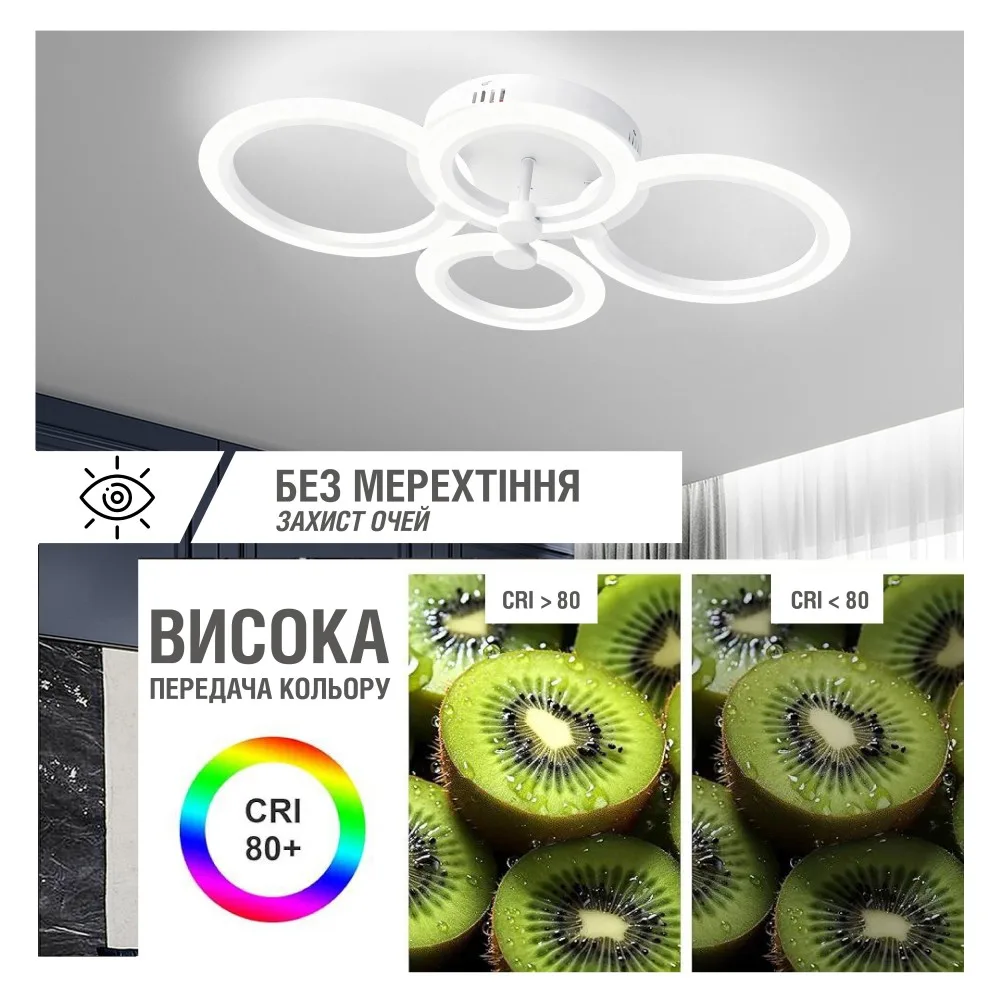 БЕЗ МЕРЕХТІННЯ
ЗАХИСТ ОЧЕЙ
ВИСОКА
ПЕРЕДАЧА КОЛЬОРУ
CRI
80+
CRI > 80
CRI < 80